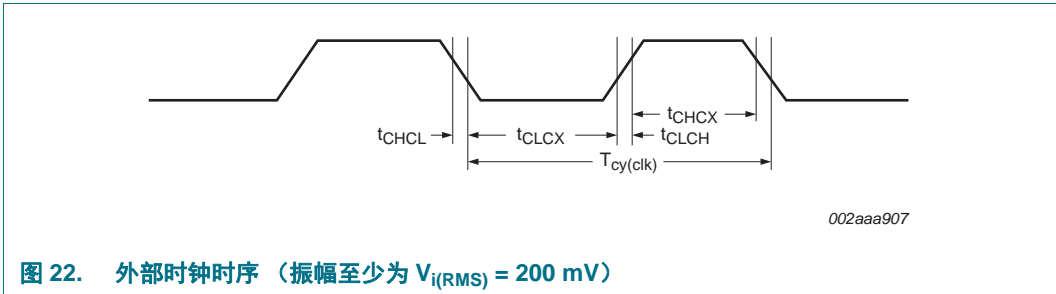 tCHCX
tCHCL
tCLCX
tCLCH
Tcy(clk)
002aaa907
图 22. 外部时钟时序 （振幅至少为 Vi(RMS) = 200 mV）